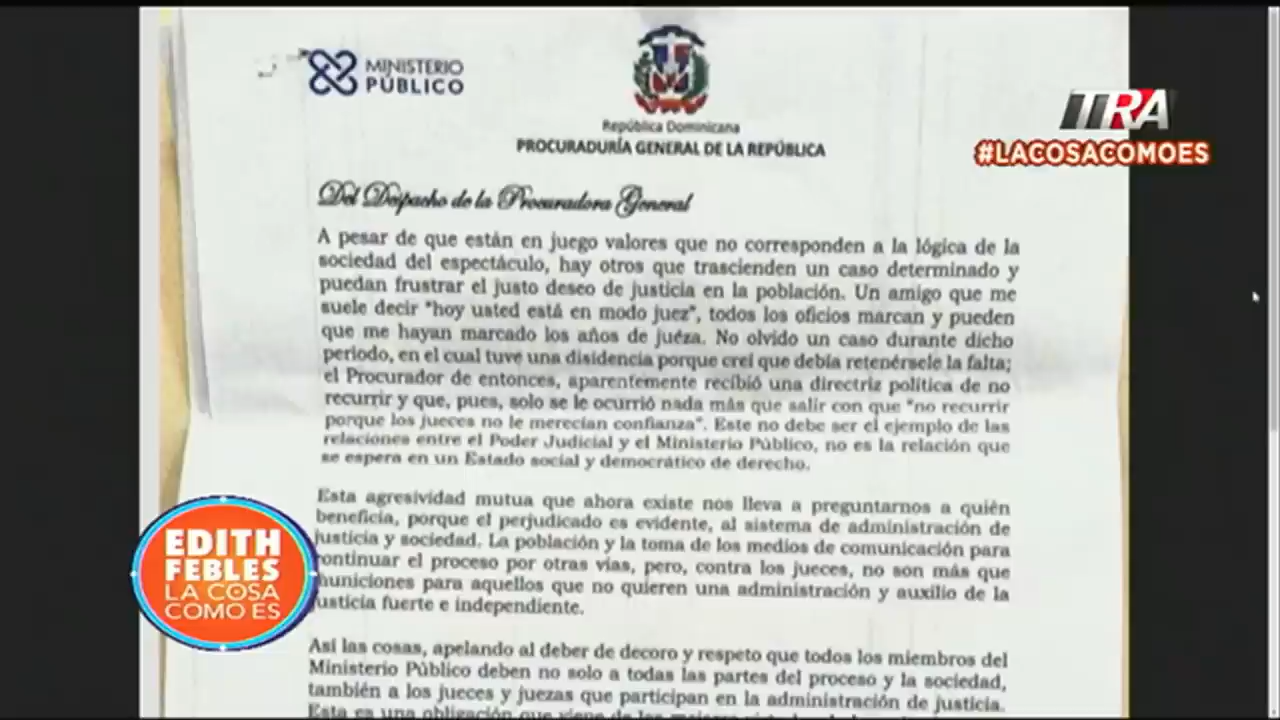 MINISTERIO
PÚBLICO
República Dominicana
PROCURADURÍA GENERAL DE LA REPÚBLICA
TRA
#LACOSACOMOES
Del Despacho de la Procuradora General
A pesar de que están en juego valores que no corresponden a la lógica de la
sociedad del espectáculo, hay otros que trascienden un caso determinado y
puedan frustrar el justo deseo de justicia en la población. Un amigo que me
suele decir "hoy usted está en modo juez", todos los oficios marcan y pueden
que me hayan marcado los años de juéza. No olvido un caso durante dicho
periodo, en el cual tuve una disidencia porque creí que debía retenérsele la falta;
el Procurador de entonces, aparentemente recibió una directriz política de no
recurrir y que, pues, solo se le ocurrió nada más que salir con que "no recurrir
porque los jueces no le merecían confianza". Este no debe ser el ejemplo de las
relaciones entre el Poder Judicial y el Ministerio Público, no es la relación que
se espera en un Estado social y democrático de derecho.
Esta agresividad mutua que ahora existe nos lleva a preguntarnos a quién
beneficia, porque el perjudicado es evidente, al sistema de administración de
justicia y sociedad. La población y la toma de los medios de comunicación para
continuar el proceso por otras vías, pero, contra los jueces, no son más que
municiones para aquellos que no quieren una administración y auxilio de la
justicia fuerte e independiente.
Así las cosas, apelando al deber de decoro y respeto que todos los miembros del
Ministerio Público deben no solo a todas las partes del proceso y la sociedad,
también a los jueces y juezas que participan en la administración de justicia.
Esta es una obligación que viene de
EDITH
FEBLES
LA COSA
COMO ES